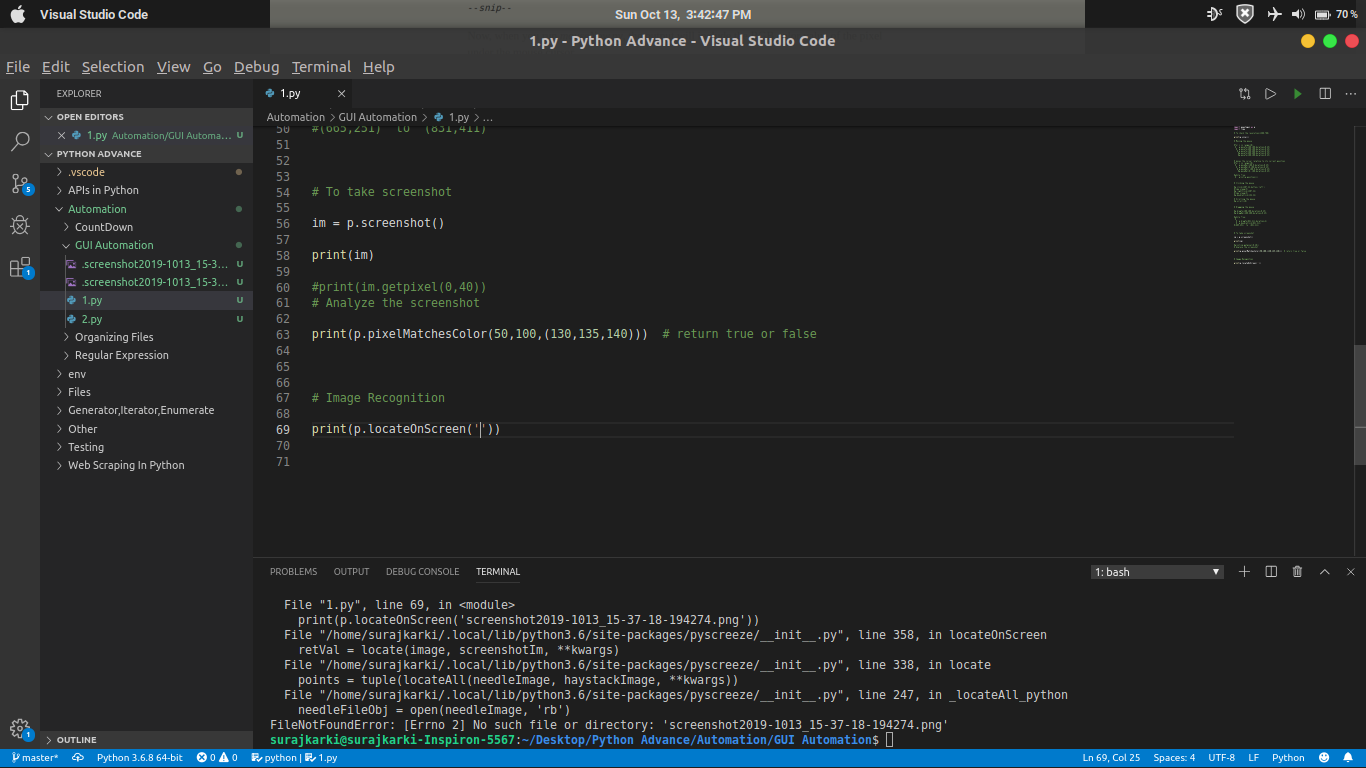 Visual Studio Code
--snip--
Sun Oct 13, 3:42:47 PM
70 %
1.py - Python Advance - Visual Studio Code
File Edit Selection View Go Debug Terminal Help
EXPLORER
OPEN EDITORS
1.py Automation/GUI Automa... U
PYTHON ADVANCE
.vscode
APIs in Python
Automation
CountDown
GUI Automation
.screenshot2019-1013_15-3... U
.screenshot2019-1013_15-3... U
1.py U
2.py U
Organizing Files
Regular Expression
env
Files
Generator,Iterator,Enumerate
Other
Testing
Web Scraping In Python
OUTLINE
5
1
1
1.py
Automation > GUI Automation > 1.py > ...
50 #(665,251) to (831,411)
51
52
53
54 # To take screenshot
55
56 im = p.screenshot()
57
58 print(im)
59
60 #print(im.getpixel(0,40))
61 # Analyze the screenshot
62
63 print(p.pixelMatchesColor(50,100,(130,135,140))) # return true or false
64
65
66
67 # Image Recognition
68
69 print(p.locateOnScreen(''))
70
71
PROBLEMS OUTPUT DEBUG CONSOLE TERMINAL
1: bash
File "1.py", line 69, in <module>
print(p.locateOnScreen('screenshot2019-1013_15-37-18-194274.png'))
File "/home/surajkarki/.local/lib/python3.6/site-packages/pyscreeze/__init__.py", line 358, in locateOnScreen
retVal = locate(image, screenshotIm, **kwargs)
File "/home/surajkarki/.local/lib/python3.6/site-packages/pyscreeze/__init__.py", line 338, in locate
points = tuple(locateAll(needleImage, haystackImage, **kwargs))
File "/home/surajkarki/.local/lib/python3.6/site-packages/pyscreeze/__init__.py", line 247, in _locateAll_python
needleFileObj = open(needleImage, 'rb')
FileNotFoundError: [Errno 2] No such file or directory: 'screenshot2019-1013_15-37-18-194274.png'
surajkarki@surajkarki-Inspiron-5567:~/Desktop/Python Advance/Automation/GUI Automation$
master* Python 3.6.8 64-bit 0 0 python | 1.py Ln 69, Col 25 Spaces: 4 UTF-8 LF Python